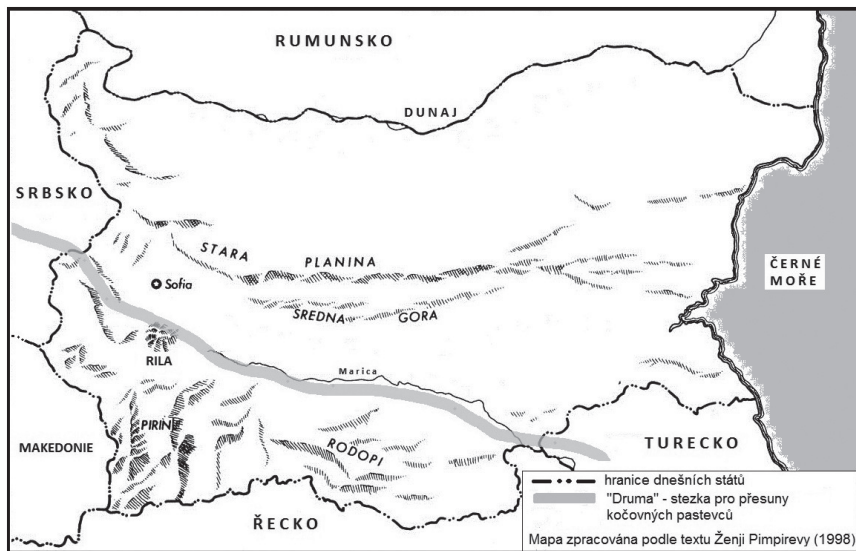 RUMUNSKO
DUNAJ
SRBSKO
STARA PLANINA
ČERNÉ
MOŘE
Sofia
SREDNA GORA
RILA
Marica
PIRIN
MAKEDONIE
RODOPI
TURECKO
ŘECKO
hranice dnešních států
"Druma" - stezka pro přesuny
kočovných pastevců
Mapa zpracována podle textu Ženji Pimpirevy (1998)